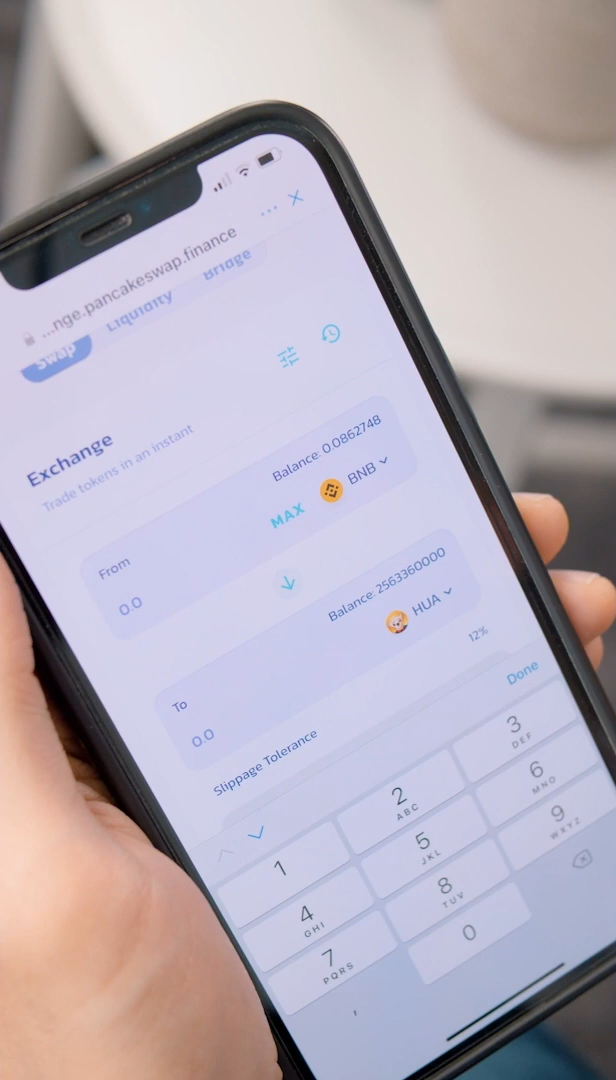 ...nge.pancakeswap.finance
Swap
Liquidity
Bridge
Exchange
Trade tokens in an instant
From
Balance: 0.0862748
0.0
MAX
BNB
To
Balance: 2563360000
0.0
HUA
Slippage Tolerance
12%
Done
1
2
ABC
3
DEF
4
GHI
5
JKL
6
MNO
7
PQRS
8
TUV
9
WXYZ
,
0